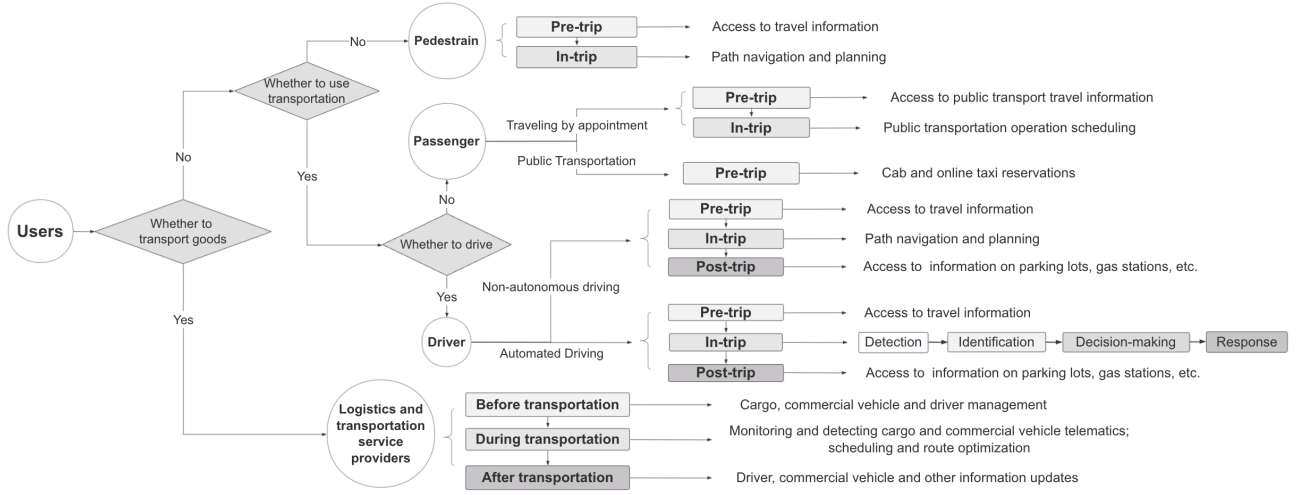 No
Pedestrain
Pre-trip
Access to travel information
In-trip
Path navigation and planning
Whether to use
transportation
Pre-trip
Access to public transport travel information
Traveling by appointment
In-trip
Public transportation operation scheduling
Passenger
No
Public Transportation
Yes
Pre-trip
Cab and online taxi reservations
No
Users
Whether to
transport goods
Whether to drive
Pre-trip
Access to travel information
In-trip
Path navigation and planning
Post-trip
Access to information on parking lots, gas stations, etc.
Yes
Non-autonomous driving
Yes
Driver
Automated Driving
Pre-trip
Access to travel information
In-trip
Detection
Identification
Decision-making
Response
Post-trip
Access to information on parking lots, gas stations, etc.
Logistics and
transportation
service
providers
Before transportation
Cargo, commercial vehicle and driver management
During transportation
Monitoring and detecting cargo and commercial vehicle telematics;
scheduling and route optimization
After transportation
Driver, commercial vehicle and other information updates